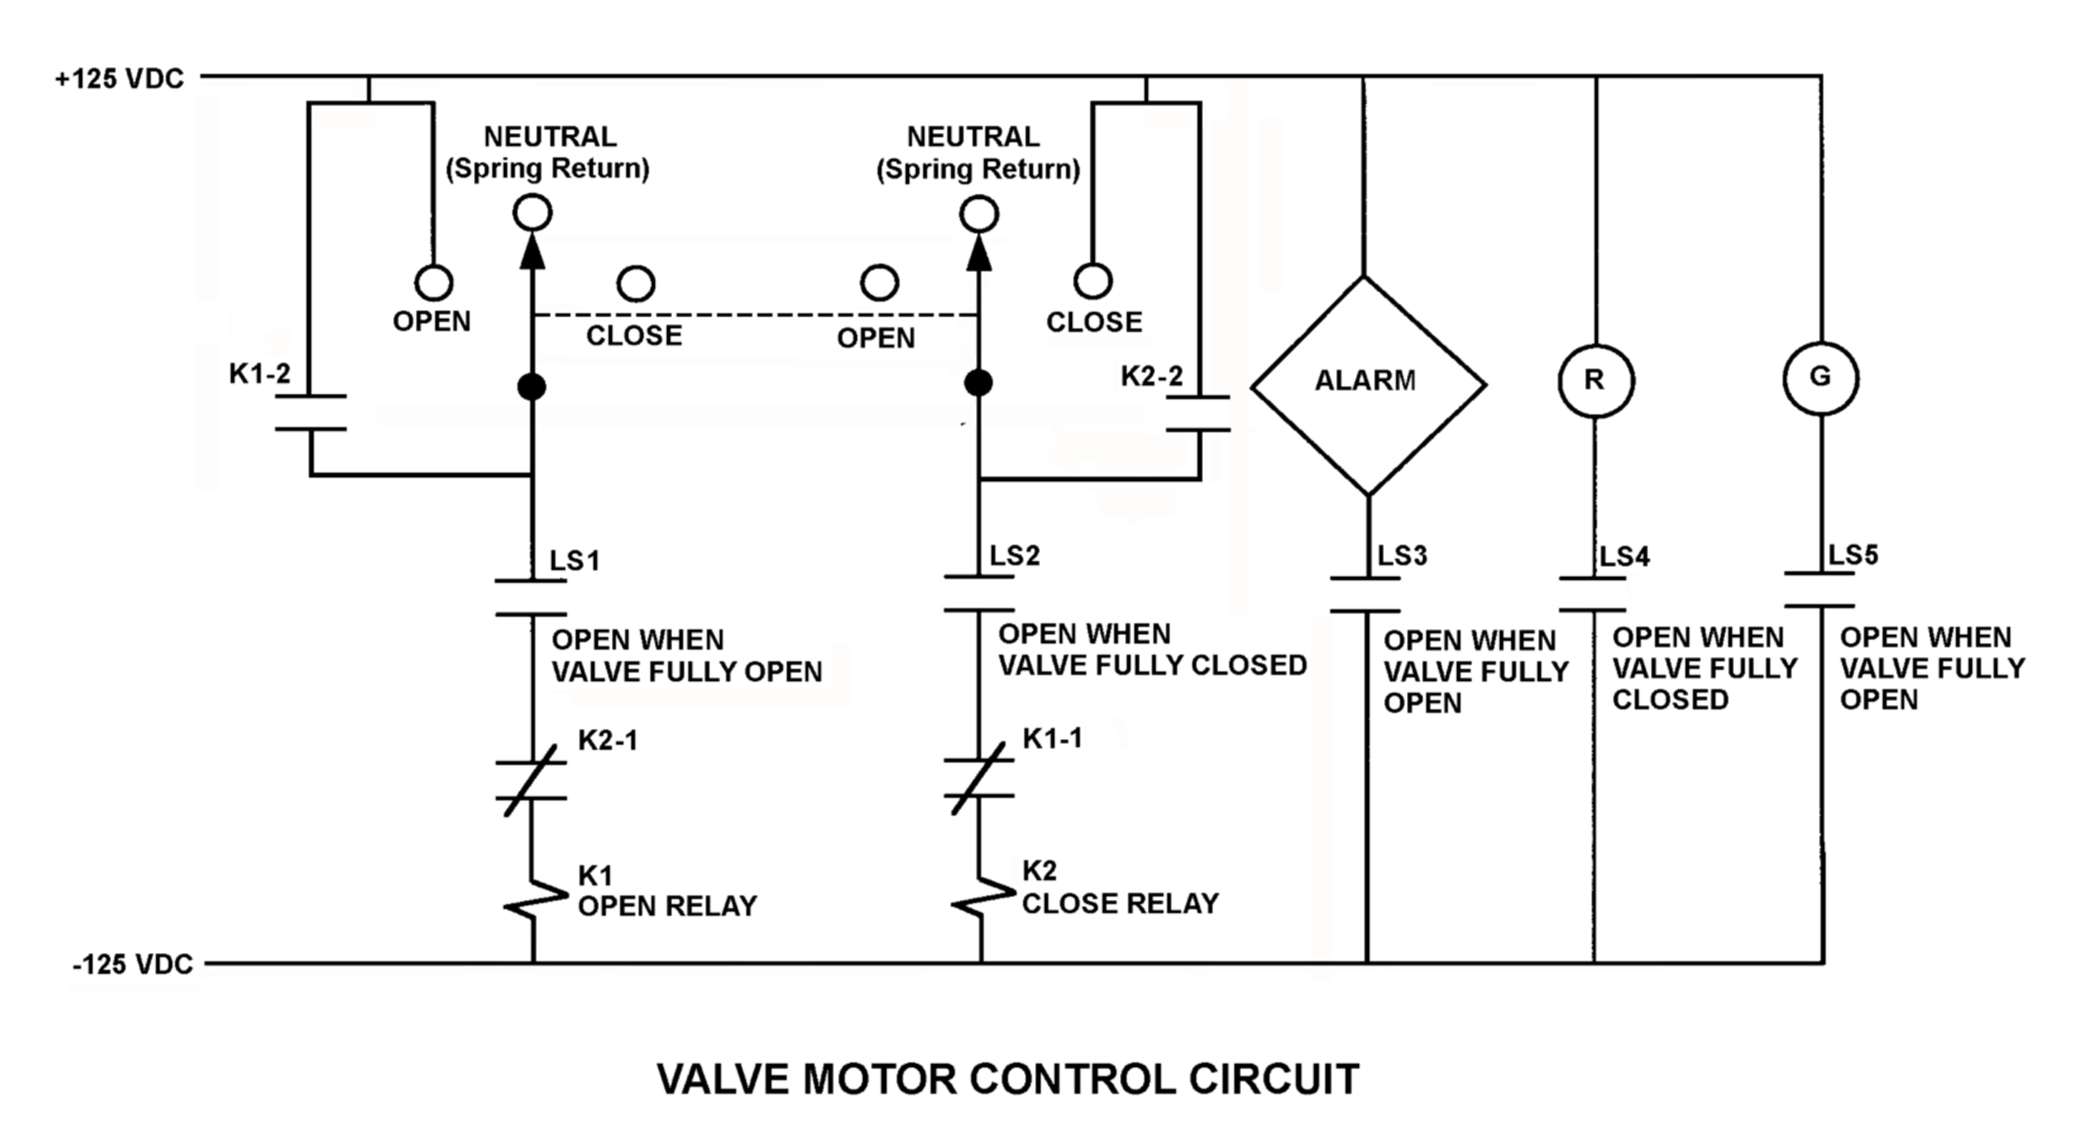 +125 VDC
NEUTRAL
(Spring Return)
NEUTRAL
(Spring Return)
OPEN
CLOSE
OPEN
CLOSE
K1-2
K2-2
ALARM
R
G
LS1
OPEN WHEN
VALVE FULLY OPEN
LS2
OPEN WHEN
VALVE FULLY CLOSED
LS3
OPEN WHEN
VALVE FULLY
OPEN
LS4
OPEN WHEN
VALVE FULLY
CLOSED
LS5
OPEN WHEN
VALVE FULLY
OPEN
K2-1
K1-1
K1
OPEN RELAY
K2
CLOSE RELAY
-125 VDC
VALVE MOTOR CONTROL CIRCUIT